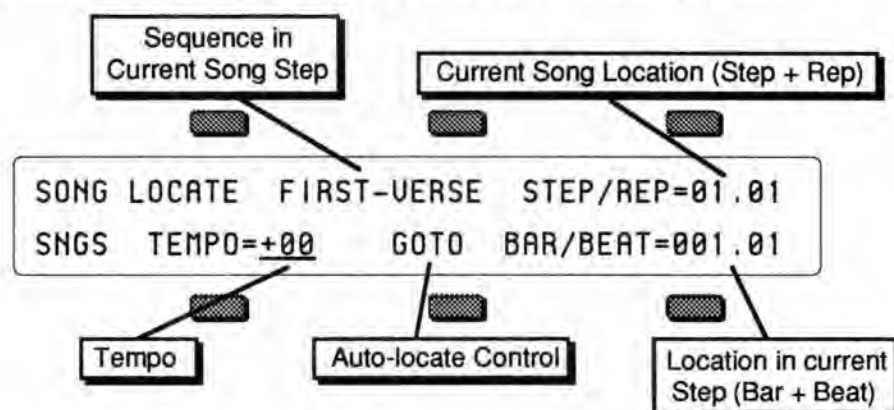 Sequence in
Current Song Step
Current Song Location (Step + Rep)
SONG LOCATE FIRST-VERSE STEP/REP=01.01
SNGS TEMPO=+00 GOTO BAR/BEAT=001.01
Tempo
Auto-locate Control
Location in current
Step (Bar + Beat)